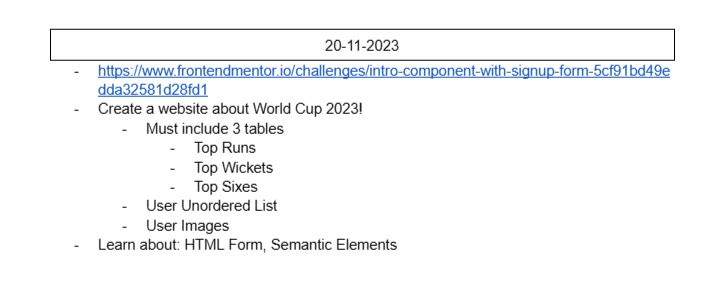 20-11-2023
- https://www.frontendmentor.io/challenges/intro-component-with-signup-form-5cf91bd49e
dda32581d28fd1
- Create a website about World Cup 2023!
- Must include 3 tables
- Top Runs
- Top Wickets
- Top Sixes
- User Unordered List
- User Images
- Learn about: HTML Form, Semantic Elements